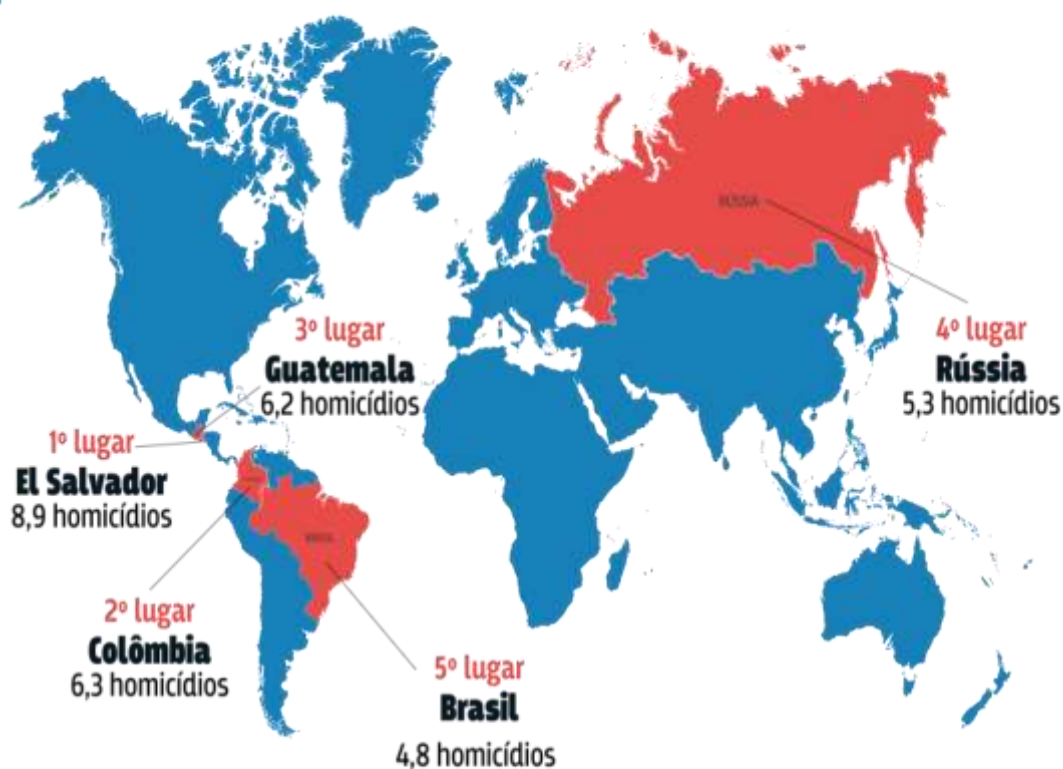 3º lugar
Guatemala
6,2 homicídios
RÚSSIA
4º lugar
Rússia
5,3 homicídios
1º lugar
El Salvador
8,9 homicídios
BRASIL
2º lugar
Colômbia
6,3 homicídios
5º lugar
Brasil
4,8 homicídios